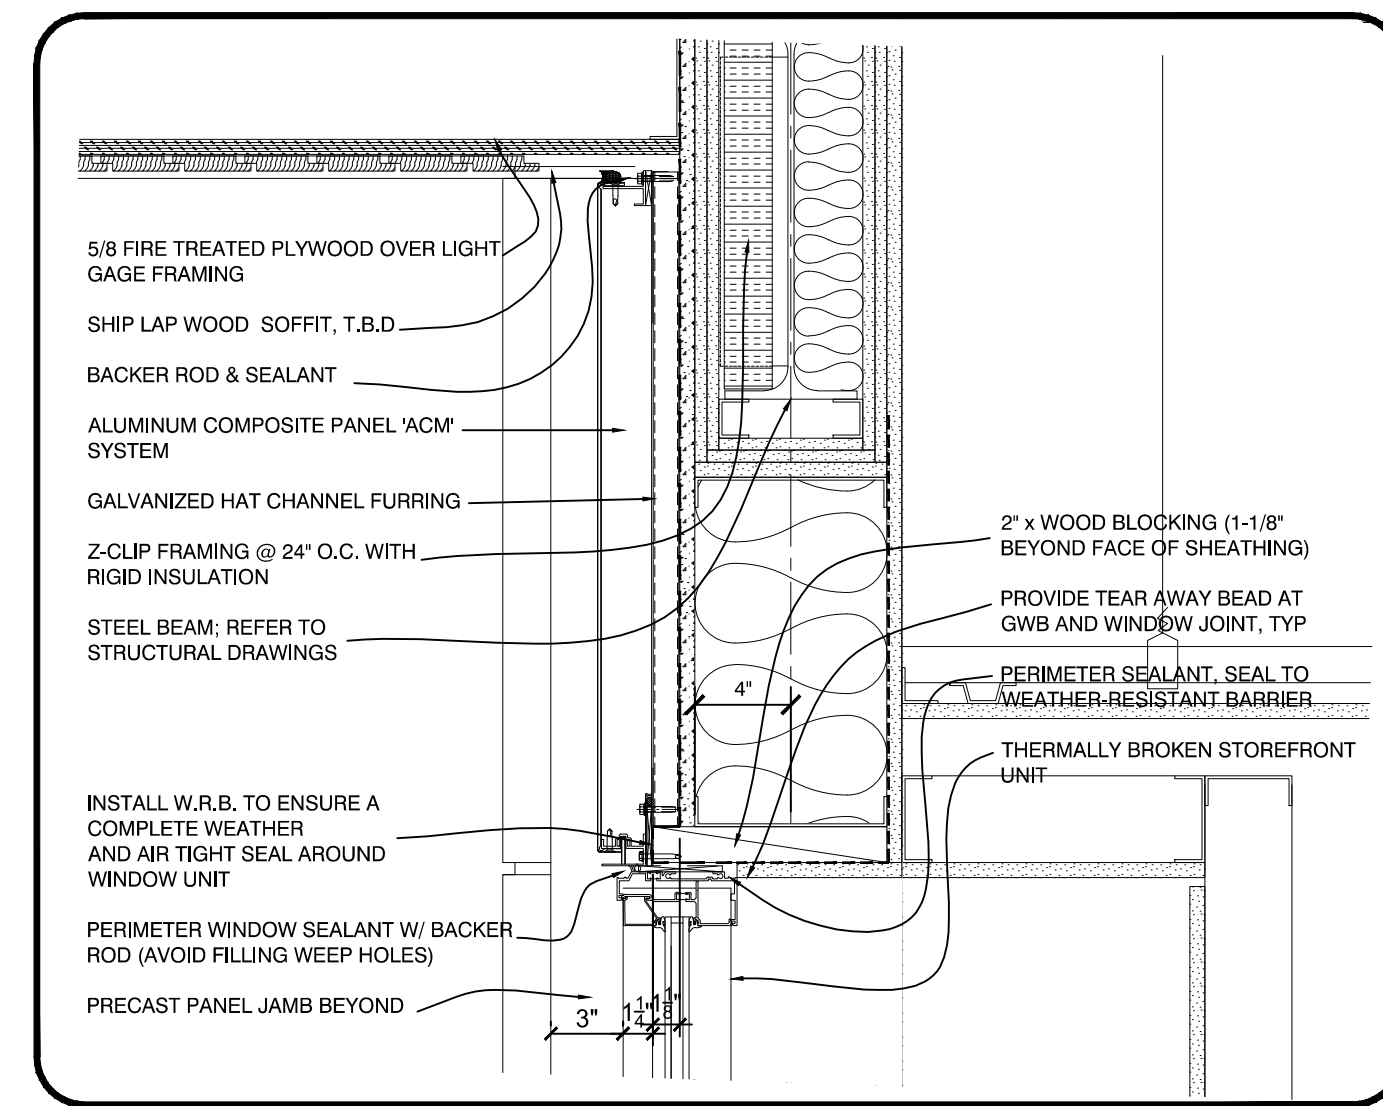 5/8 FIRE TREATED PLYWOOD OVER LIGHT
GAGE FRAMING
SHIP LAP WOOD SOFFIT, T.B.D
BACKER ROD & SEALANT
ALUMINUM COMPOSITE PANEL 'ACM'
SYSTEM
GALVANIZED HAT CHANNEL FURRING
Z-CLIP FRAMING @ 24" O.C. WITH
RIGID INSULATION
STEEL BEAM; REFER TO
STRUCTURAL DRAWINGS
INSTALL W.R.B. TO ENSURE A
COMPLETE WEATHER
AND AIR TIGHT SEAL AROUND
WINDOW UNIT
PERIMETER WINDOW SEALANT W/ BACKER
ROD (AVOID FILLING WEEP HOLES)
PRECAST PANEL JAMB BEYOND
3"
1 1/4"
1 1/8"
4"
2" x WOOD BLOCKING (1-1/8"
BEYOND FACE OF SHEATHING)
PROVIDE TEAR AWAY BEAD AT
GWB AND WINDOW JOINT, TYP
PERIMETER SEALANT, SEAL TO
WEATHER-RESISTANT BARRIER
THERMALLY BROKEN STOREFRONT
UNIT